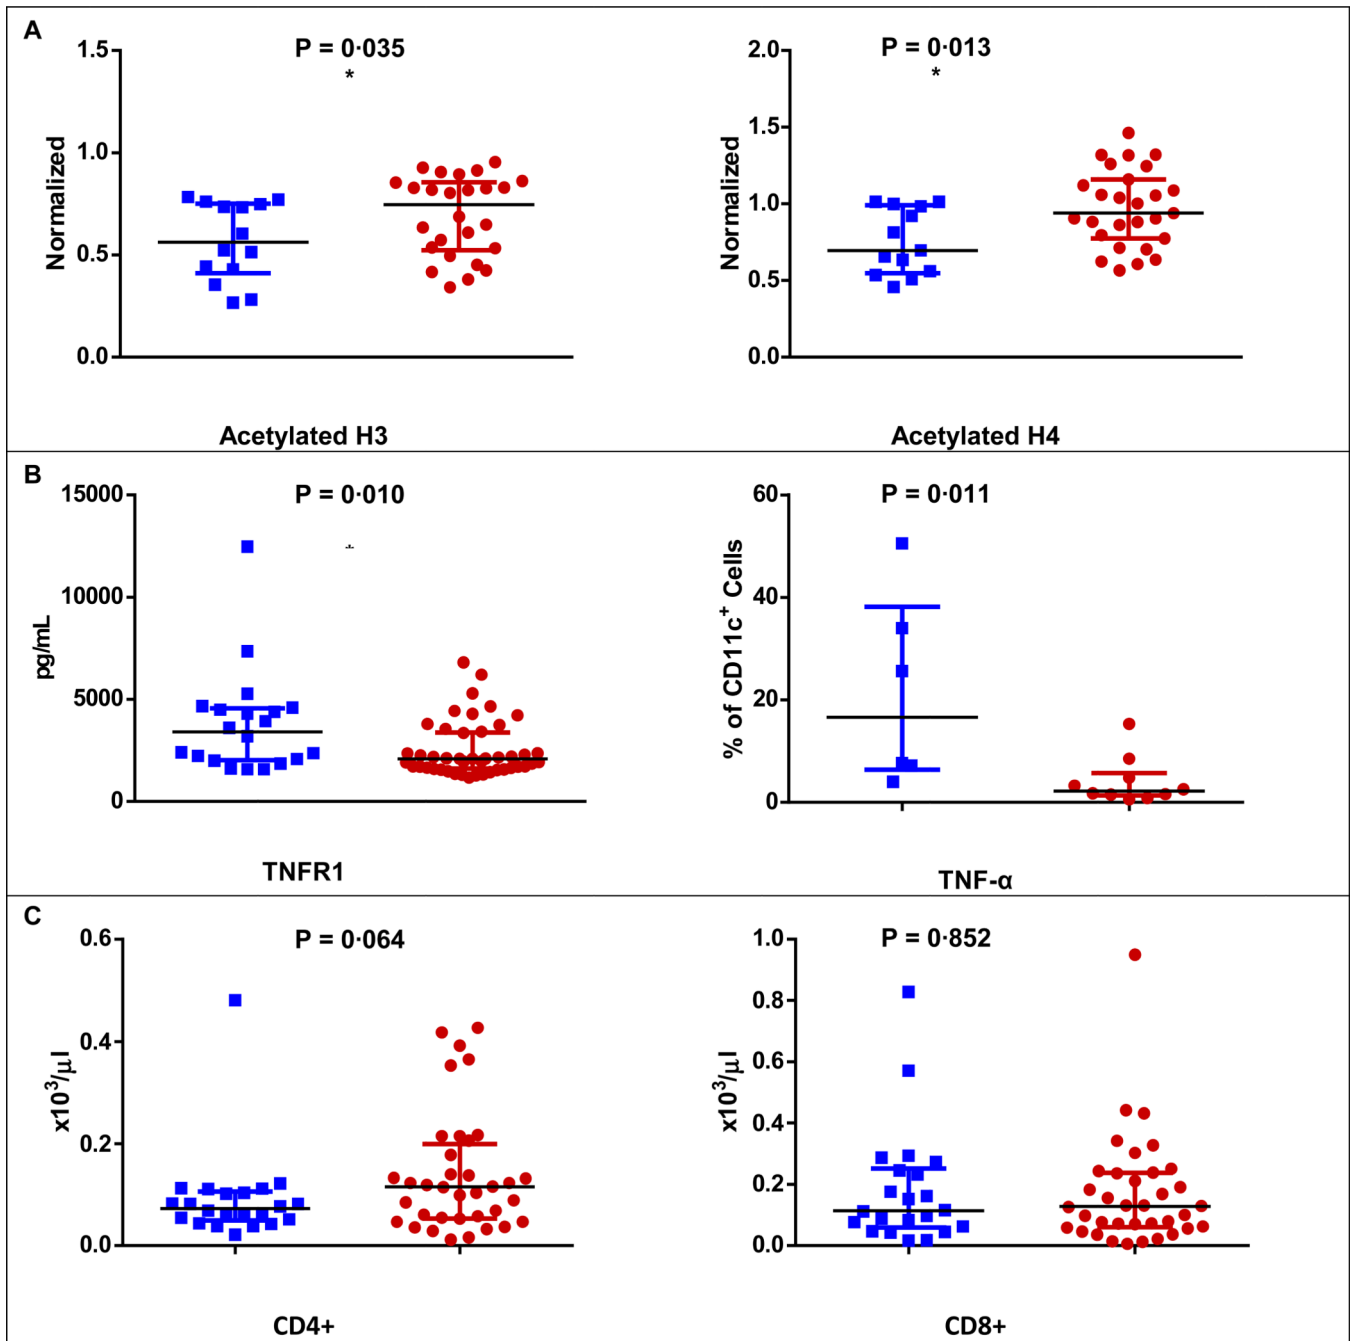 A
P = 0·035
*
1.5
1.0
0.5
0.0
Normalized
Acetylated H3
P = 0·013
*
2.0
1.5
1.0
0.5
0.0
Normalized
Acetylated H4
B
P = 0·010
*
15000
10000
5000
0
pg/mL
TNFR1
P = 0·011
60
40
20
0
% of CD11c+ Cells
TNF-α
C
P = 0·064
0.6
0.4
0.2
0.0
x10³/μl
CD4+
P = 0·852
1.0
0.8
0.6
0.4
0.2
0.0
x10³/μl
CD8+